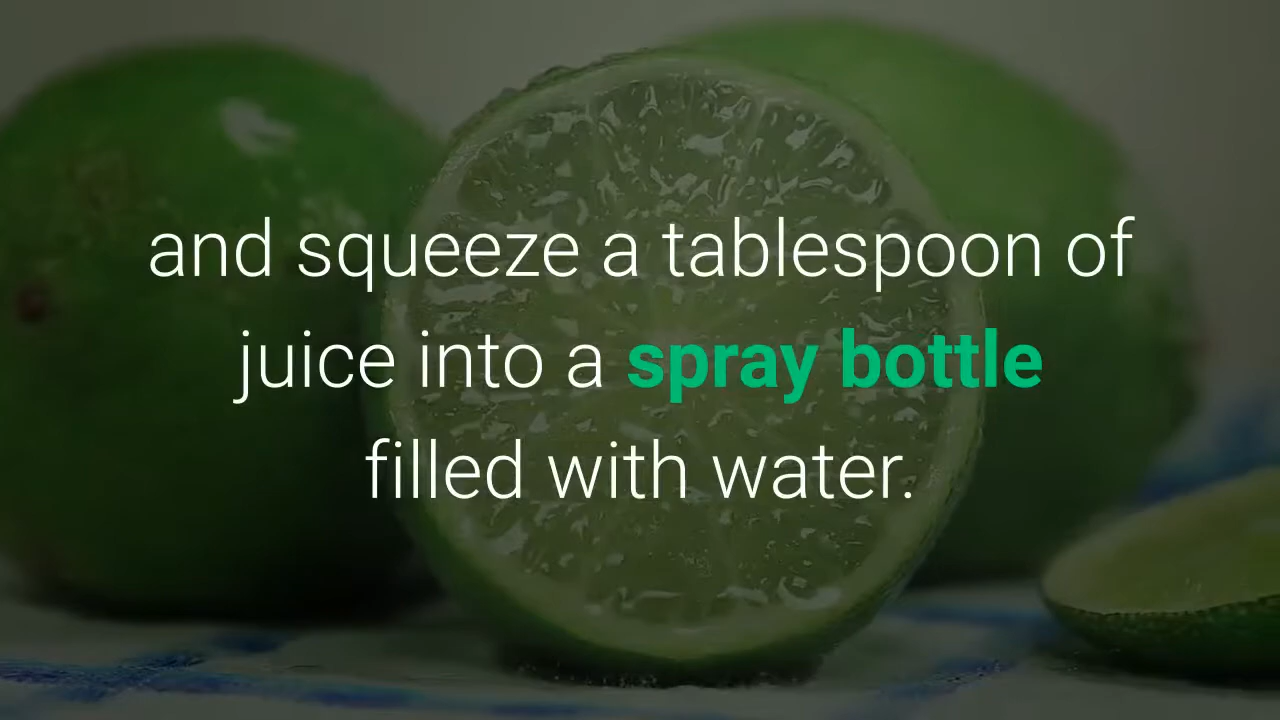 and squeeze a tablespoon of
juice into a spray bottle
filled with water.